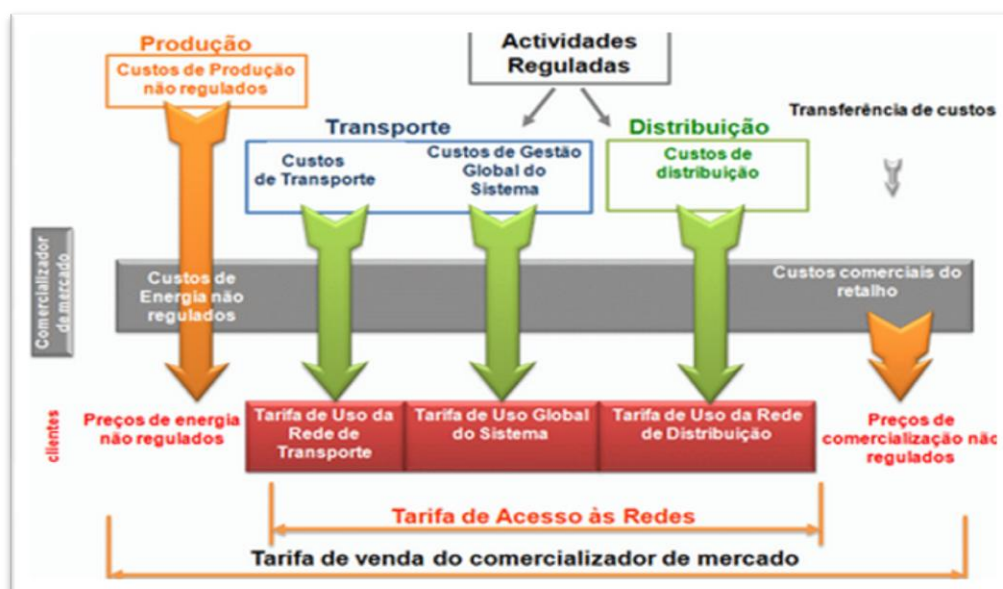 Produção
Custos de Produção
não regulados
Actividades
Reguladas
Transferência de custos
Transporte
Custos
de Transporte
Custos de Gestão
Global do
Sistema
Distribuição
Custos de
distribuição
Comercializador
de mercado
Custos de
Energia não
regulados
Custos comerciais do
retalho
clientes
Preços de energia
não regulados
Tarifa de Uso da
Rede de
Transporte
Tarifa de Uso Global
do Sistema
Tarifa de Uso da Rede
de Distribuição
Preços de
comercialização não
regulados
Tarifa de Acesso às Redes
Tarifa de venda do comercializador de mercado